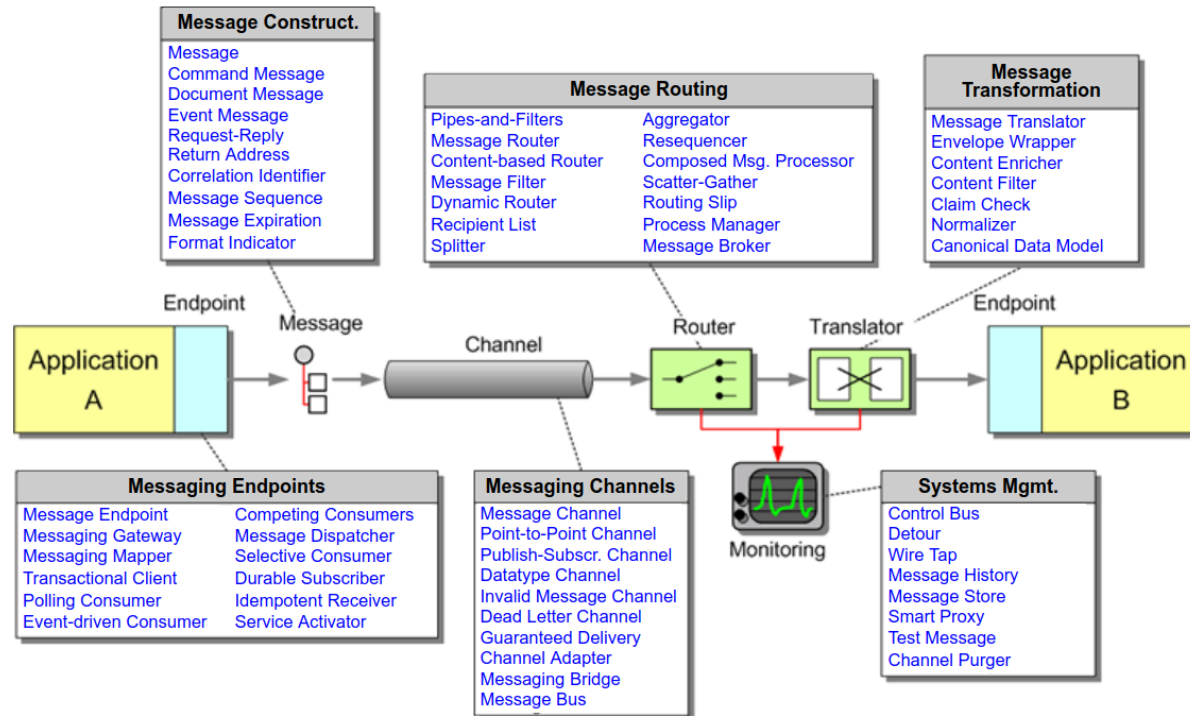 Message Construct.
Message
Command Message
Document Message
Event Message
Request-Reply
Return Address
Correlation Identifier
Message Sequence
Message Expiration
Format Indicator
Message Routing
Pipes-and-Filters
Message Router
Content-based Router
Message Filter
Dynamic Router
Recipient List
Splitter
Aggregator
Resequencer
Composed Msg. Processor
Scatter-Gather
Routing Slip
Process Manager
Message Broker
Message
Transformation
Message Translator
Envelope Wrapper
Content Enricher
Content Filter
Claim Check
Normalizer
Canonical Data Model
Endpoint
Message
Channel
Router
Translator
Endpoint
Application
A
Application
B
Messaging Endpoints
Message Endpoint
Messaging Gateway
Messaging Mapper
Transactional Client
Polling Consumer
Event-driven Consumer
Competing Consumers
Message Dispatcher
Selective Consumer
Durable Subscriber
Idempotent Receiver
Service Activator
Messaging Channels
Message Channel
Point-to-Point Channel
Publish-Subscr. Channel
Datatype Channel
Invalid Message Channel
Dead Letter Channel
Guaranteed Delivery
Channel Adapter
Messaging Bridge
Message Bus
Monitoring
Systems Mgmt.
Control Bus
Detour
Wire Tap
Message History
Message Store
Smart Proxy
Test Message
Channel Purger